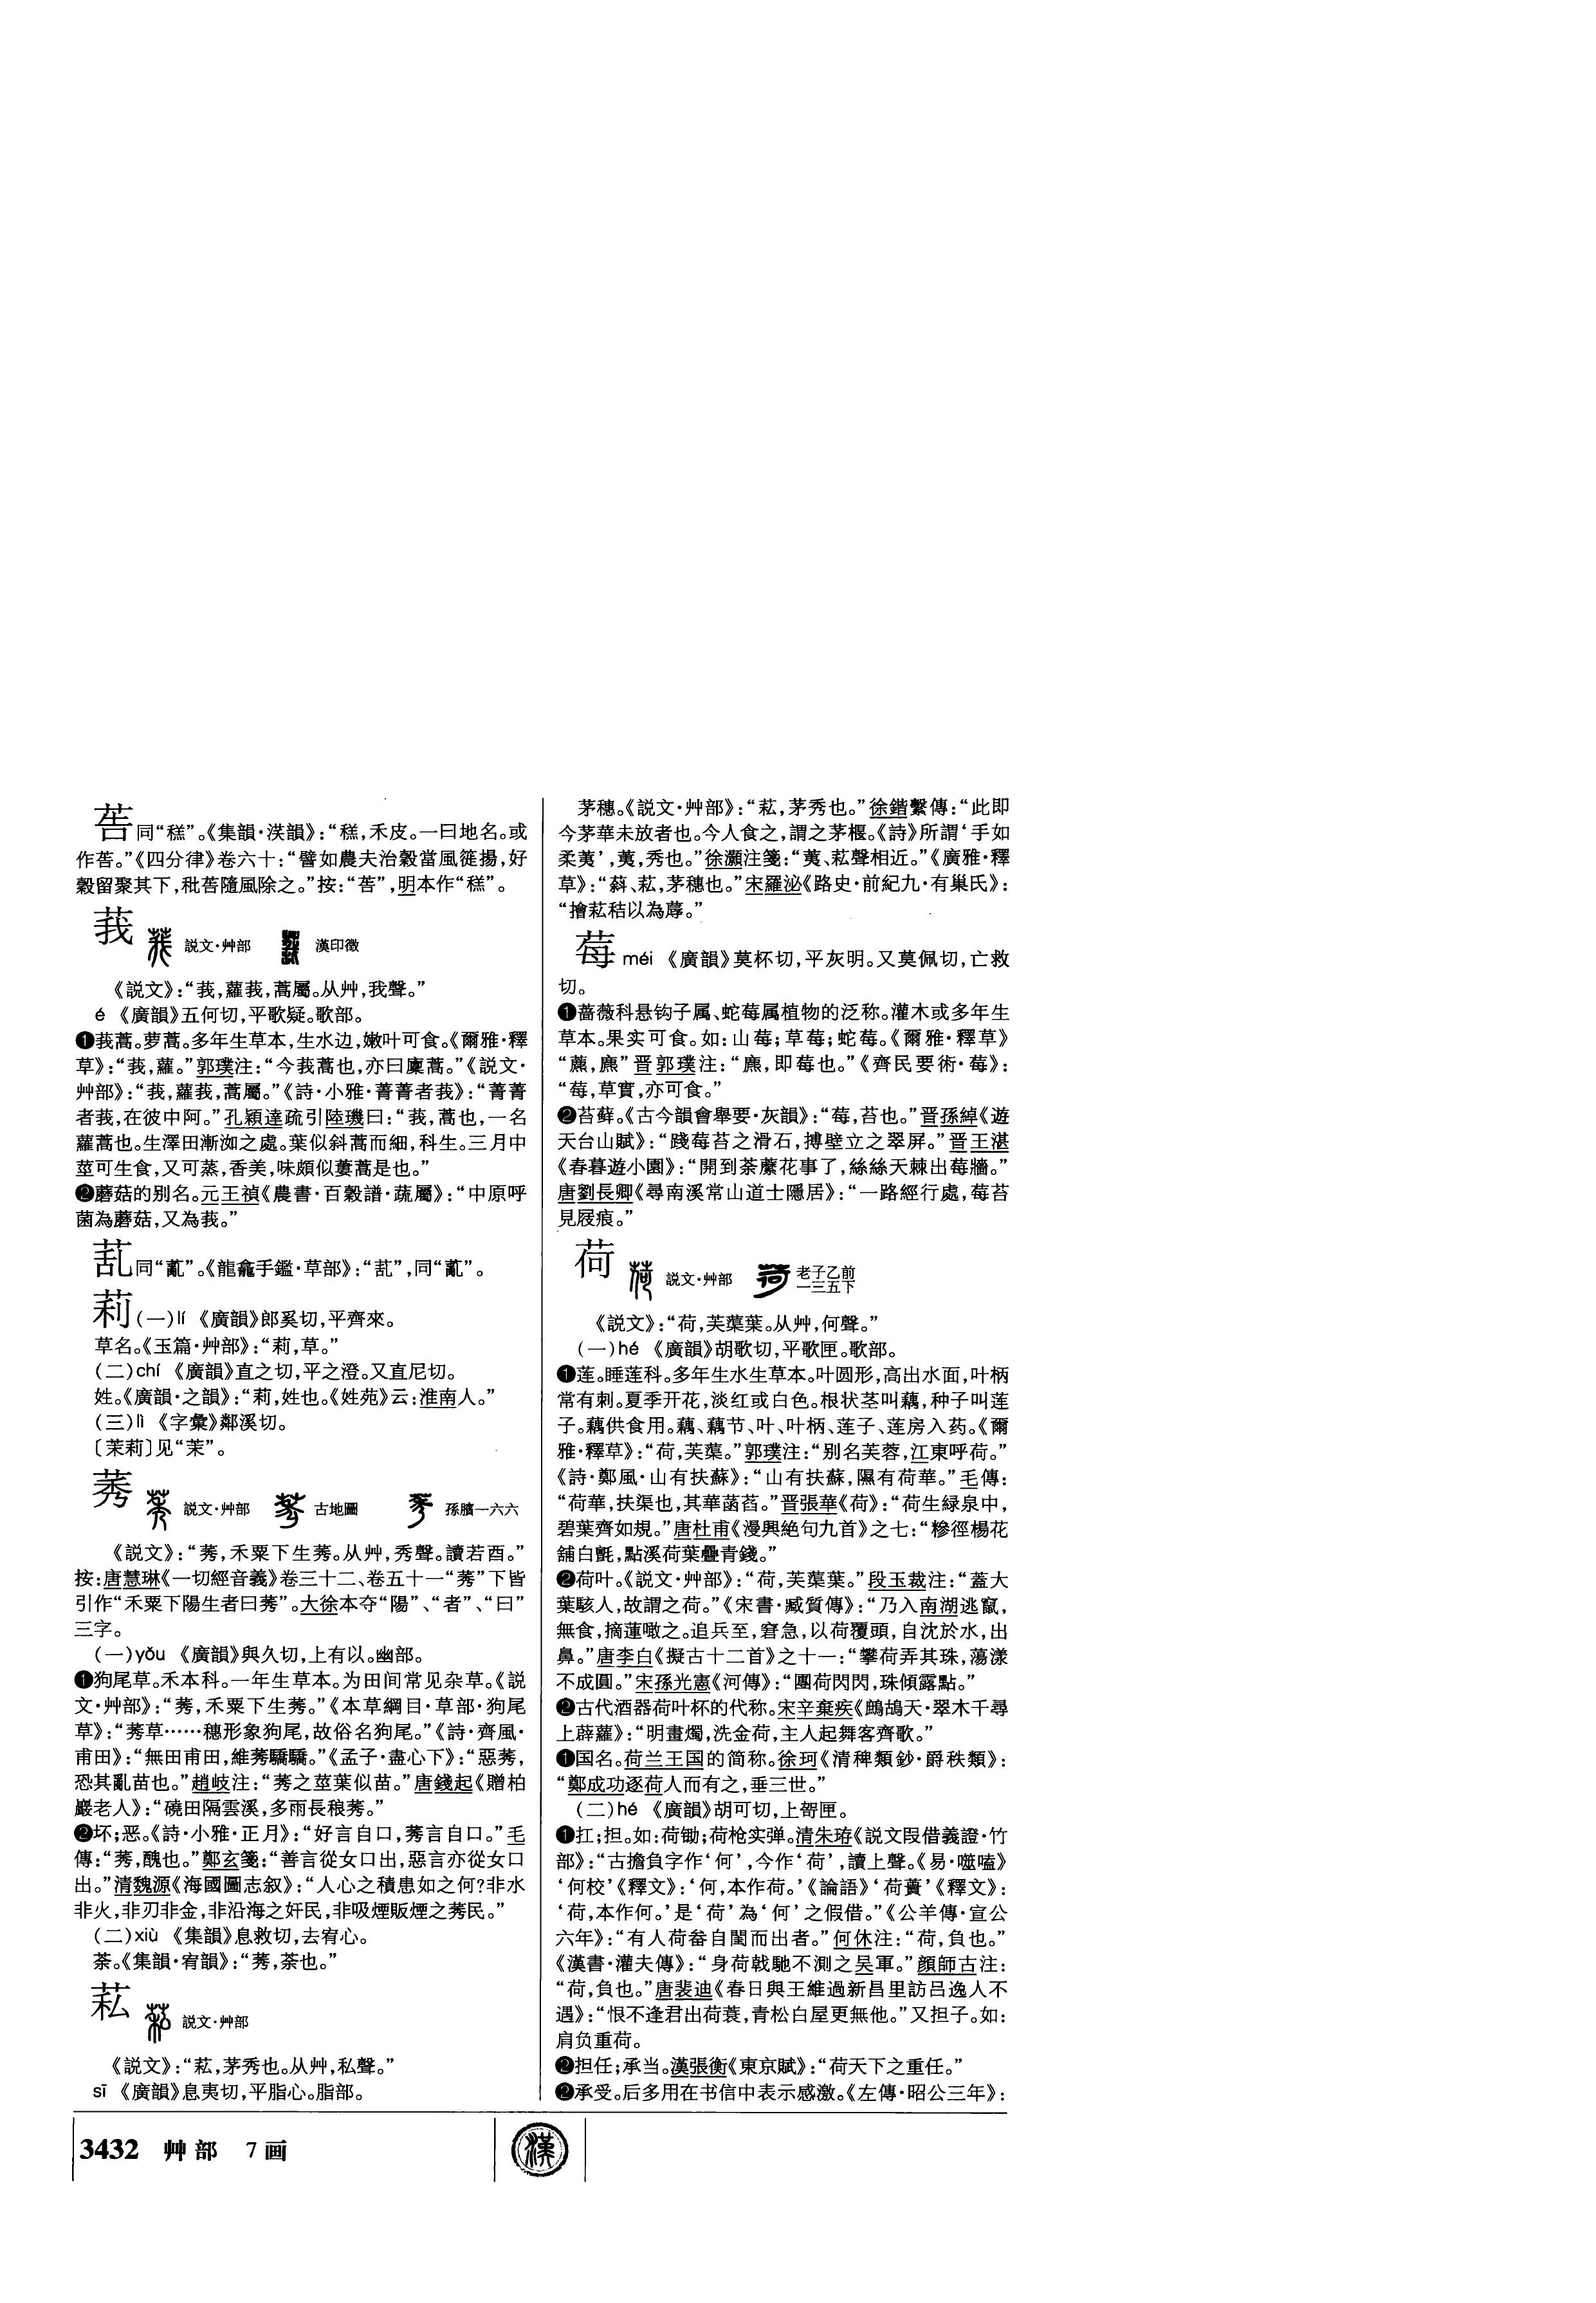 萻同“䅵”。《集韻·渼韻》：“䅵，禾皮。一曰地名。或
作萻。”《四分律》卷六十：“譬如農夫治穀當風簁揚，好
穀留聚其下，秕萻隨風除之。”按：“萻”，明本作“䅵”。
莪 説文·艸部 漢印徵
《説文》：“莪，蘿莪，蒿屬。从艸，我聲。”
é 《廣韻》五何切，平歌疑。歌部。
❶莪蒿。萝蒿。多年生草本，生水边，嫩叶可食。《爾雅·釋
草》：“莪，蘿。”郭璞注：“今莪蒿也，亦曰廩蒿。”《説文·
艸部》：“莪，蘿莪，蒿屬。”《詩·小雅·菁菁者莪》：“菁菁
者莪，在彼中阿。”孔穎達疏引陸璣曰：“莪，蒿也，一名
蘿蒿也。生澤田漸洳之處。葉似斜蒿而細，科生。三月中
莖可生食，又可蒸，香美，味頗似蔞蒿是也。”
❷蘑菇的别名。元王禎《農書·百穀譜·蔬屬》：“中原呼
菌為蘑菇，又為莪。”
同“薍”。《龍龕手鑑·草部》：“”，同“薍”。
莉(一)lí 《廣韻》郎奚切，平齊來。
草名。《玉篇·艸部》：“莉，草。”
(二)chí 《廣韻》直之切，平之澄。又直尼切。
姓。《廣韻·之韻》：“莉，姓也。《姓苑》云：淮南人。”
(三)lì 《字彙》鄰溪切。
〔茉莉〕见“茉”。
莠 説文·艸部 古地圖 孫臏一六六
《説文》：“莠，禾粟下生莠。从艸，秀聲。讀若酉。”
按：唐慧琳《一切經音義》卷三十二、卷五十一“莠”下皆
引作“禾粟下陽生者曰莠”。大徐本夺“陽”、“者”、“曰”
三字。
(一)yǒu 《廣韻》與久切，上有以。幽部。
❶狗尾草。禾本科。一年生草本。为田间常见杂草。《説
文·艸部》：“莠，禾粟下生莠。”《本草綱目·草部·狗尾
草》：“莠草……穗形象狗尾，故俗名狗尾。”《詩·齊風·
甫田》：“無田甫田，維莠驕驕。”《孟子·盡心下》：“惡莠，
恐其亂苗也。”趙岐注：“莠之莖葉似苗。”唐錢起《贈柏
巖老人》：“磽田隔雲溪，多雨長稂莠。”
❷坏；恶。《詩·小雅·正月》：“好言自口，莠言自口。”毛
傳：“莠，醜也。”鄭玄箋：“善言從女口出，惡言亦從女口
出。”清魏源《海國圖志叙》：“人心之積患如之何?非水
非火，非刃非金，非沿海之奸民，非吸煙販煙之莠民。”
(二)xiù 《集韻》息救切，去宥心。
荼。《集韻·宥韻》：“莠，荼也。”
䔋 説文·艸部
《説文》：“䔋，茅秀也。从艸，私聲。”
sī 《廣韻》息夷切，平脂心。脂部。
茅穗。《説文·艸部》：“䔋，茅秀也。”徐鍇繫傳：“此即
今茅華未放者也。今人食之，謂之茅椻。《詩》所謂‘手如
柔荑’，荑，秀也。”徐灝注箋：“荑、䔋聲相近。”《廣雅·釋
草》：“䔑、䔋，茅穗也。”宋羅泌《路史·前紀九·有巢氏》：
“擔䔋秸以為蓐。”
莓 méi 《廣韻》莫杯切，平灰明。又莫佩切，亡救
切。
❶蔷薇科悬钩子属、蛇莓属植物的泛称。灌木或多年生
草本。果实可食。如：山莓；草莓；蛇莓。《爾雅·釋草》
“藨，麃”晋郭璞注：“麃，即莓也。”《齊民要術·莓》：
“莓，草實，亦可食。”
❷苔藓。《古今韻會舉要·灰韻》：“莓，苔也。”晋孫綽《遊
天台山賦》：“踐莓苔之滑石，搏壁立之翠屏。”晋王湛
《春暮遊小園》：“開到荼蘼花事了，絲絲天棘出莓牆。”
唐劉長卿《尋南溪常山道士隱居》：“一路經行處，莓苔
見屐痕。”
荷 説文·艸部 老子乙前一三五下
《説文》：“荷，芙蕖葉。从艸，何聲。”
(一)hé 《廣韻》胡歌切，平歌匣。歌部。
❶莲。睡莲科。多年生水生草本。叶圆形，高出水面，叶柄
常有刺。夏季开花，淡红或白色。根状茎叫藕，种子叫莲
子。藕供食用。藕、藕节、叶、叶柄、莲子、莲房入药。《爾
雅·釋草》：“荷，芙蕖。”郭璞注：“别名芙蓉，江東呼荷。”
《詩·鄭風·山有扶蘇》：“山有扶蘇，隰有荷華。”毛傳：
“荷華，扶渠也，其華菡萏。”晋張華《荷》：“荷生緑泉中，
碧葉齊如規。”唐杜甫《漫興絶句九首》之七：“糝徑楊花
舖白氈，點溪荷葉疊青錢。”
❷荷叶。《説文·艸部》：“荷，芙蕖葉。”段玉裁注：“蓋大
葉駭人，故謂之荷。”《宋書·臧質傳》：“乃入南湖逃竄，
無食，摘蓮噉之。追兵至，窘急，以荷覆頭，自沈於水，出
鼻。”唐李白《擬古十二首》之十一：“攀荷弄其珠，蕩漾
不成圓。”宋孫光憲《河傳》：“團荷閃閃，珠傾露點。”
❷古代酒器荷叶杯的代称。宋辛棄疾《鷓鴣天·翠木千尋
上薜蘿》：“明畫燭，洗金荷，主人起舞客齊歌。”
❶国名。荷兰王国的简称。徐珂《清稗類鈔·爵秩類》：
“鄭成功逐荷人而有之，垂三世。”
(二)hé 《廣韻》胡可切，上哿匣。
❶扛；担。如：荷锄；荷枪实弹。清朱珔《説文叚借義證·竹
部》：“古擔負字作‘何’，今作‘荷’，讀上聲。《易·噬嗑》
‘何校’《釋文》：‘何，本作荷。’《論語》‘荷蕢’《釋文》：
‘荷，本作何。’是‘荷’為‘何’之假借。”《公羊傳·宣公
六年》：“有人荷畚自閨而出者。”何休注：“荷，負也。”
《漢書·灌夫傳》：“身荷戟馳不測之吴軍。”顔師古注：
“荷，負也。”唐裴迪《春日與王維過新昌里訪吕逸人不
遇》：“恨不逢君出荷蓑，青松白屋更無他。”又担子。如：
肩负重荷。
❷担任；承当。漢張衡《東京賦》：“荷天下之重任。”
❷承受。后多用在书信中表示感激。《左傳·昭公三年》：
3432 艸部 7画
漢